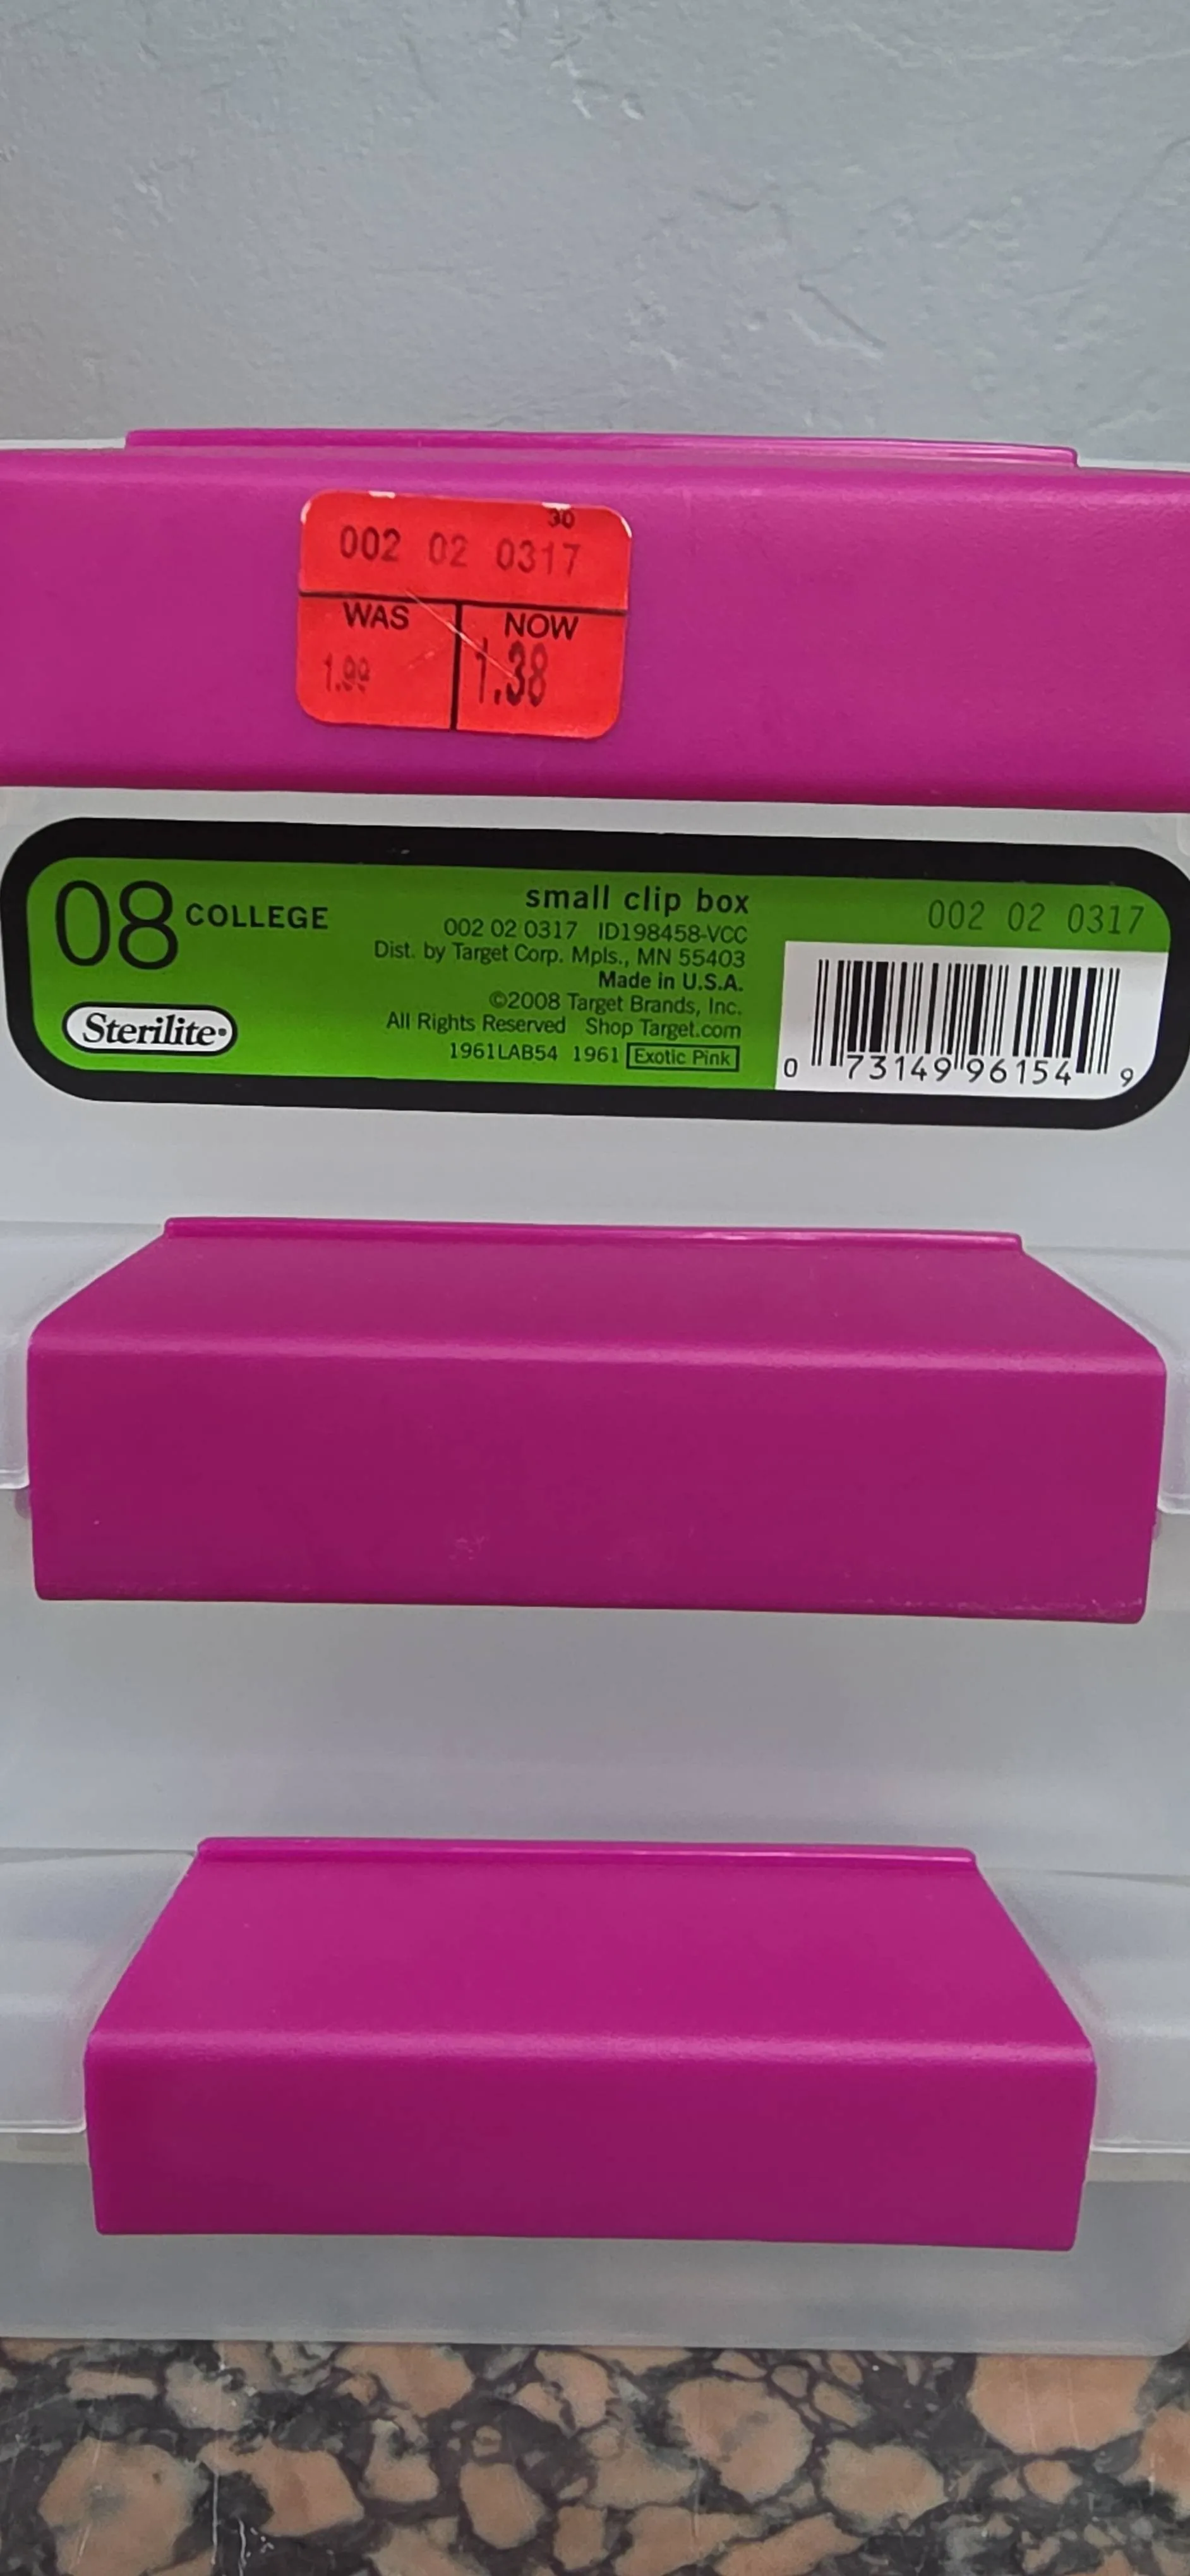 30
002 02 0317
WAS NOW
1.99 1.38
08 COLLEGE
Sterilite
small clip box
002 02 0317 ID198458-VCC
Dist. by Target Corp. Mpls., MN 55403
Made in U.S.A.
©2008 Target Brands, Inc.
All Rights Reserved Shop Target.com
1961LAB54 1961 Exotic Pink
002 02 0317
0 73149 96154 9